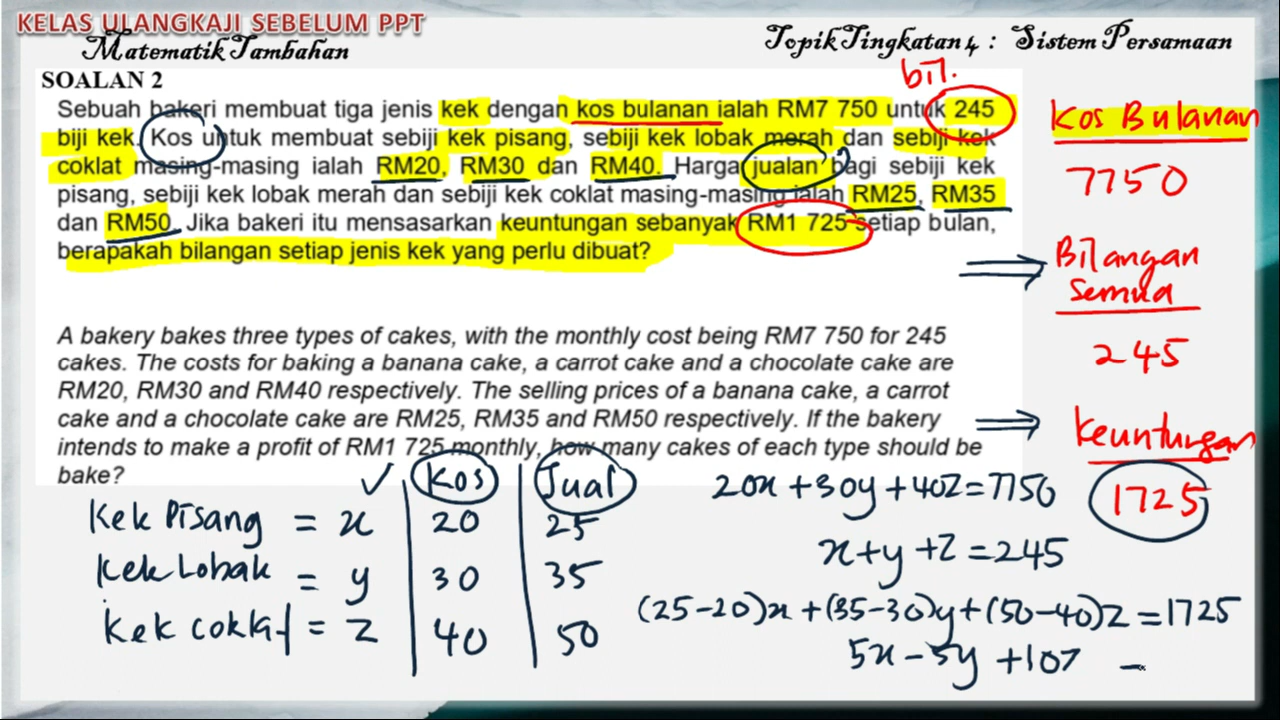 KELAS ULANGKAJI SEBELUM PPT
Matematik Tambahan
Topik Tingkatan 4 : Sistem Persamaan
SOALAN 2
bil.
Sebuah bakeri membuat tiga jenis kek dengan kos bulanan ialah RM7 750 untuk 245
biji kek. Kos untuk membuat sebiji kek pisang, sebiji kek lobak merah dan sebiji kek
coklat masing-masing ialah RM20, RM30 dan RM40. Harga jualan bagi sebiji kek
pisang, sebiji kek lobak merah dan sebiji kek coklat masing-masing ialah RM25, RM35
dan RM50. Jika bakeri itu mensasarkan keuntungan sebanyak RM1 725 setiap bulan,
berapakah bilangan setiap jenis kek yang perlu dibuat?
A bakery bakes three types of cakes, with the monthly cost being RM7 750 for 245
cakes. The costs for baking a banana cake, a carrot cake and a chocolate cake are
RM20, RM30 and RM40 respectively. The selling prices of a banana cake, a carrot
cake and a chocolate cake are RM25, RM35 and RM50 respectively. If the bakery
intends to make a profit of RM1 725 monthly, how many cakes of each type should be
bake?
Kos Bulanan
7750
Bilangan
Semua
245
Keuntungan
1725
✓ Kos Jual
Kek Pisang = x 20 25
Kek Lobak = y 30 35
Kek coklat = z 40 50
20x + 30y + 40z = 7750
x + y + z = 245
(25-20)x + (35-30)y + (50-40)z = 1725
5x - 5y + 10z -